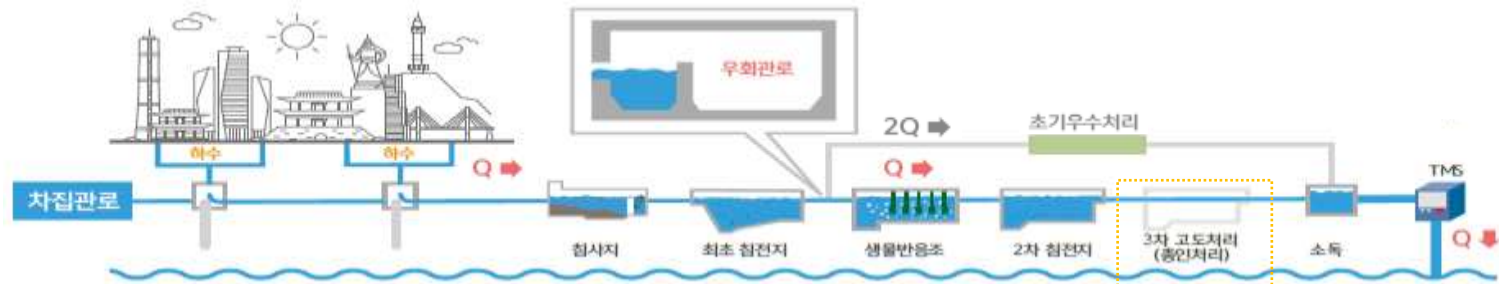 우회관로
2Q
초기우수처리
하수
하수
Q
Q
TMS
차집관로
Q
침사지
최초 침전지
생물반응조
2차 침전지
3차 고도처리
(총인처리)
소독